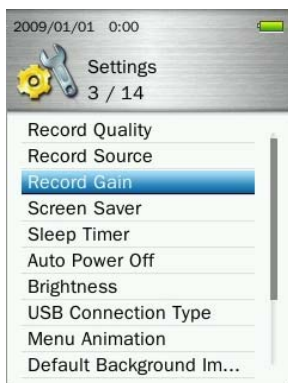 2009/01/01 0:00
Settings
3 / 14
Record Quality
Record Source
Record Gain
Screen Saver
Sleep Timer
Auto Power Off
Brightness
USB Connection Type
Menu Animation
Default Background Im...